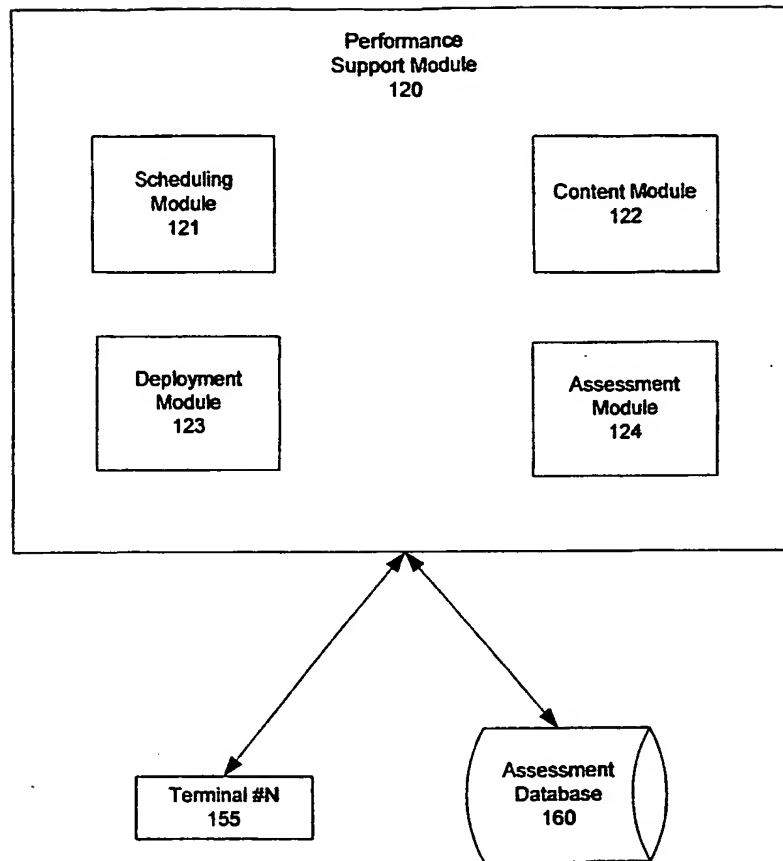 Performance
Support Module
120
Scheduling
Module
121
Content Module
122
Deployment
Module
123
Assessment
Module
124
Terminal #N
155
Assessment
Database
160